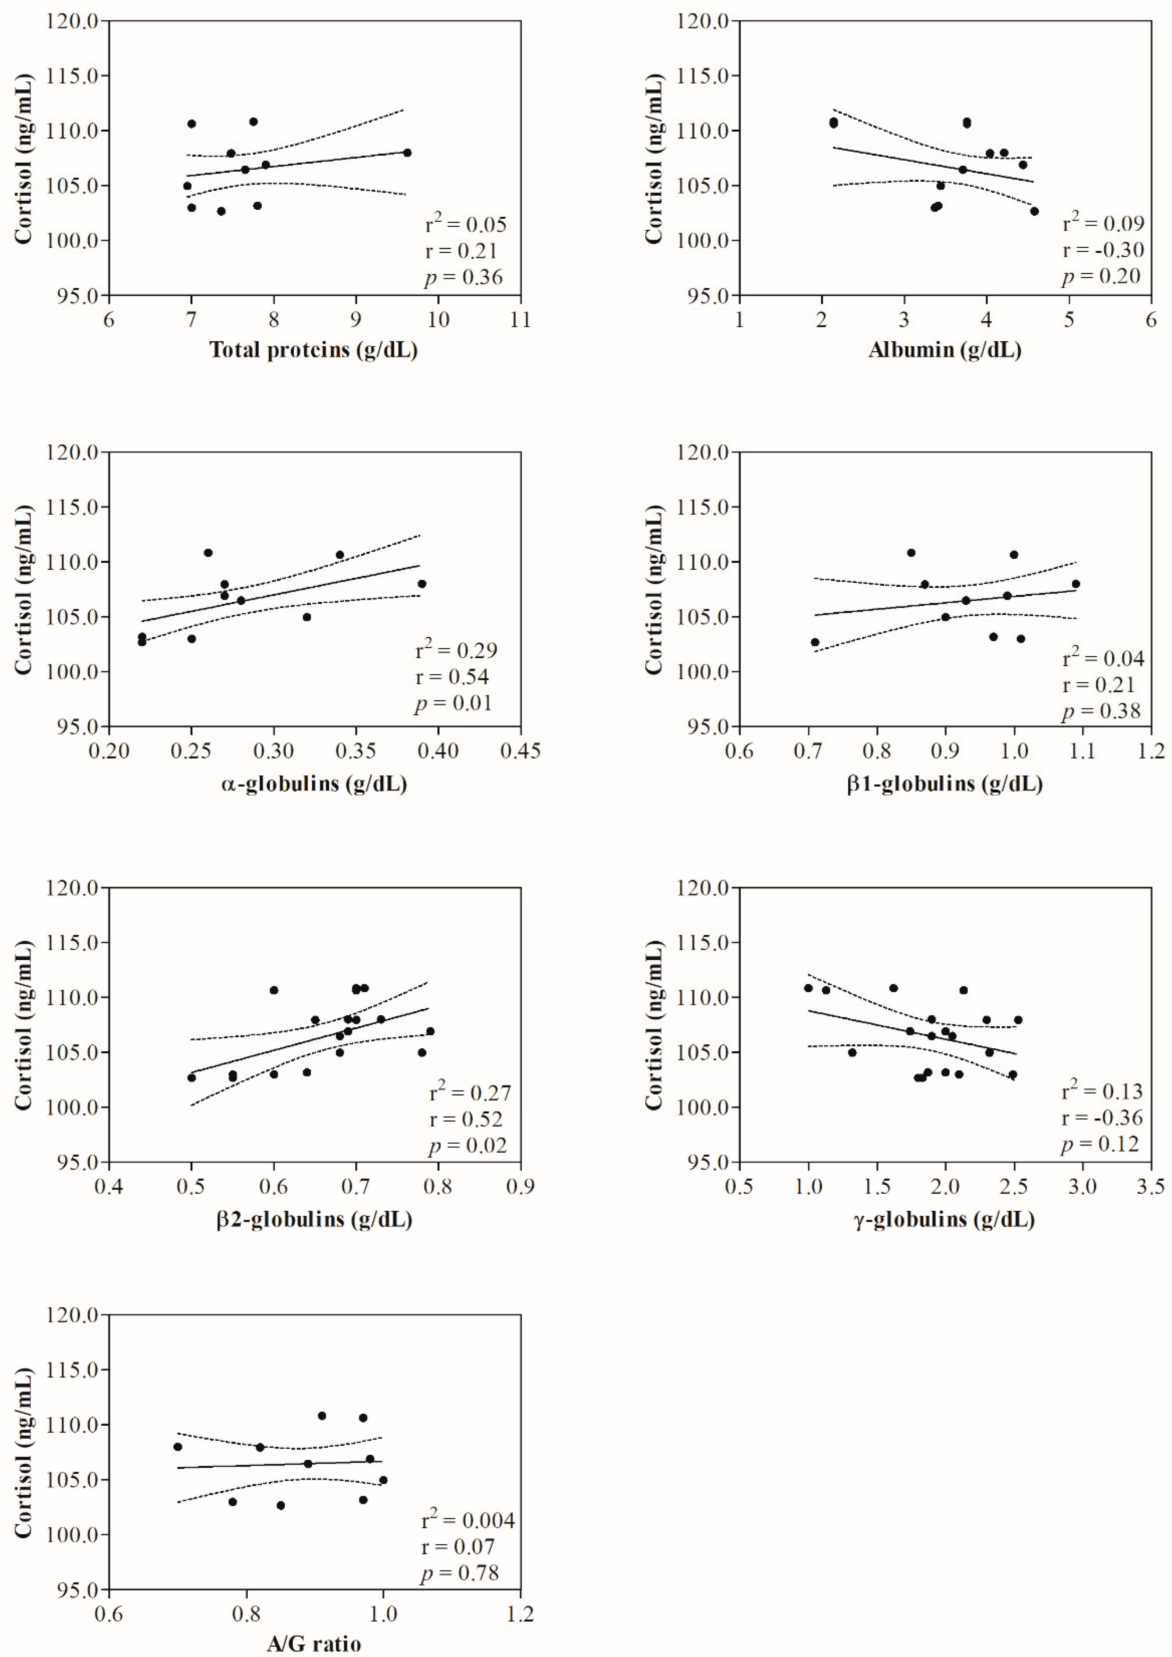 120.0
115.0
110.0
105.0
100.0
95.0
Cortisol (ng/mL)
r2 = 0.05
r = 0.21
p = 0.36
6 7 8 9 10 11
Total proteins (g/dL)
120.0
115.0
110.0
105.0
100.0
95.0
Cortisol (ng/mL)
r2 = 0.09
r = -0.30
p = 0.20
1 2 3 4 5 6
Albumin (g/dL)
120.0
115.0
110.0
105.0
100.0
95.0
Cortisol (ng/mL)
r2 = 0.29
r = 0.54
p = 0.01
0.20 0.25 0.30 0.35 0.40 0.45
α-globulins (g/dL)
120.0
115.0
110.0
105.0
100.0
95.0
Cortisol (ng/mL)
r2 = 0.04
r = 0.21
p = 0.38
0.6 0.7 0.8 0.9 1.0 1.1 1.2
β1-globulins (g/dL)
120.0
115.0
110.0
105.0
100.0
95.0
Cortisol (ng/mL)
r2 = 0.27
r = 0.52
p = 0.02
0.4 0.5 0.6 0.7 0.8 0.9
β2-globulins (g/dL)
120.0
115.0
110.0
105.0
100.0
95.0
Cortisol (ng/mL)
r2 = 0.13
r = -0.36
p = 0.12
0.5 1.0 1.5 2.0 2.5 3.0 3.5
γ-globulins (g/dL)
120.0
115.0
110.0
105.0
100.0
95.0
Cortisol (ng/mL)
r2 = 0.004
r = 0.07
p = 0.78
0.6 0.8 1.0 1.2
A/G ratio